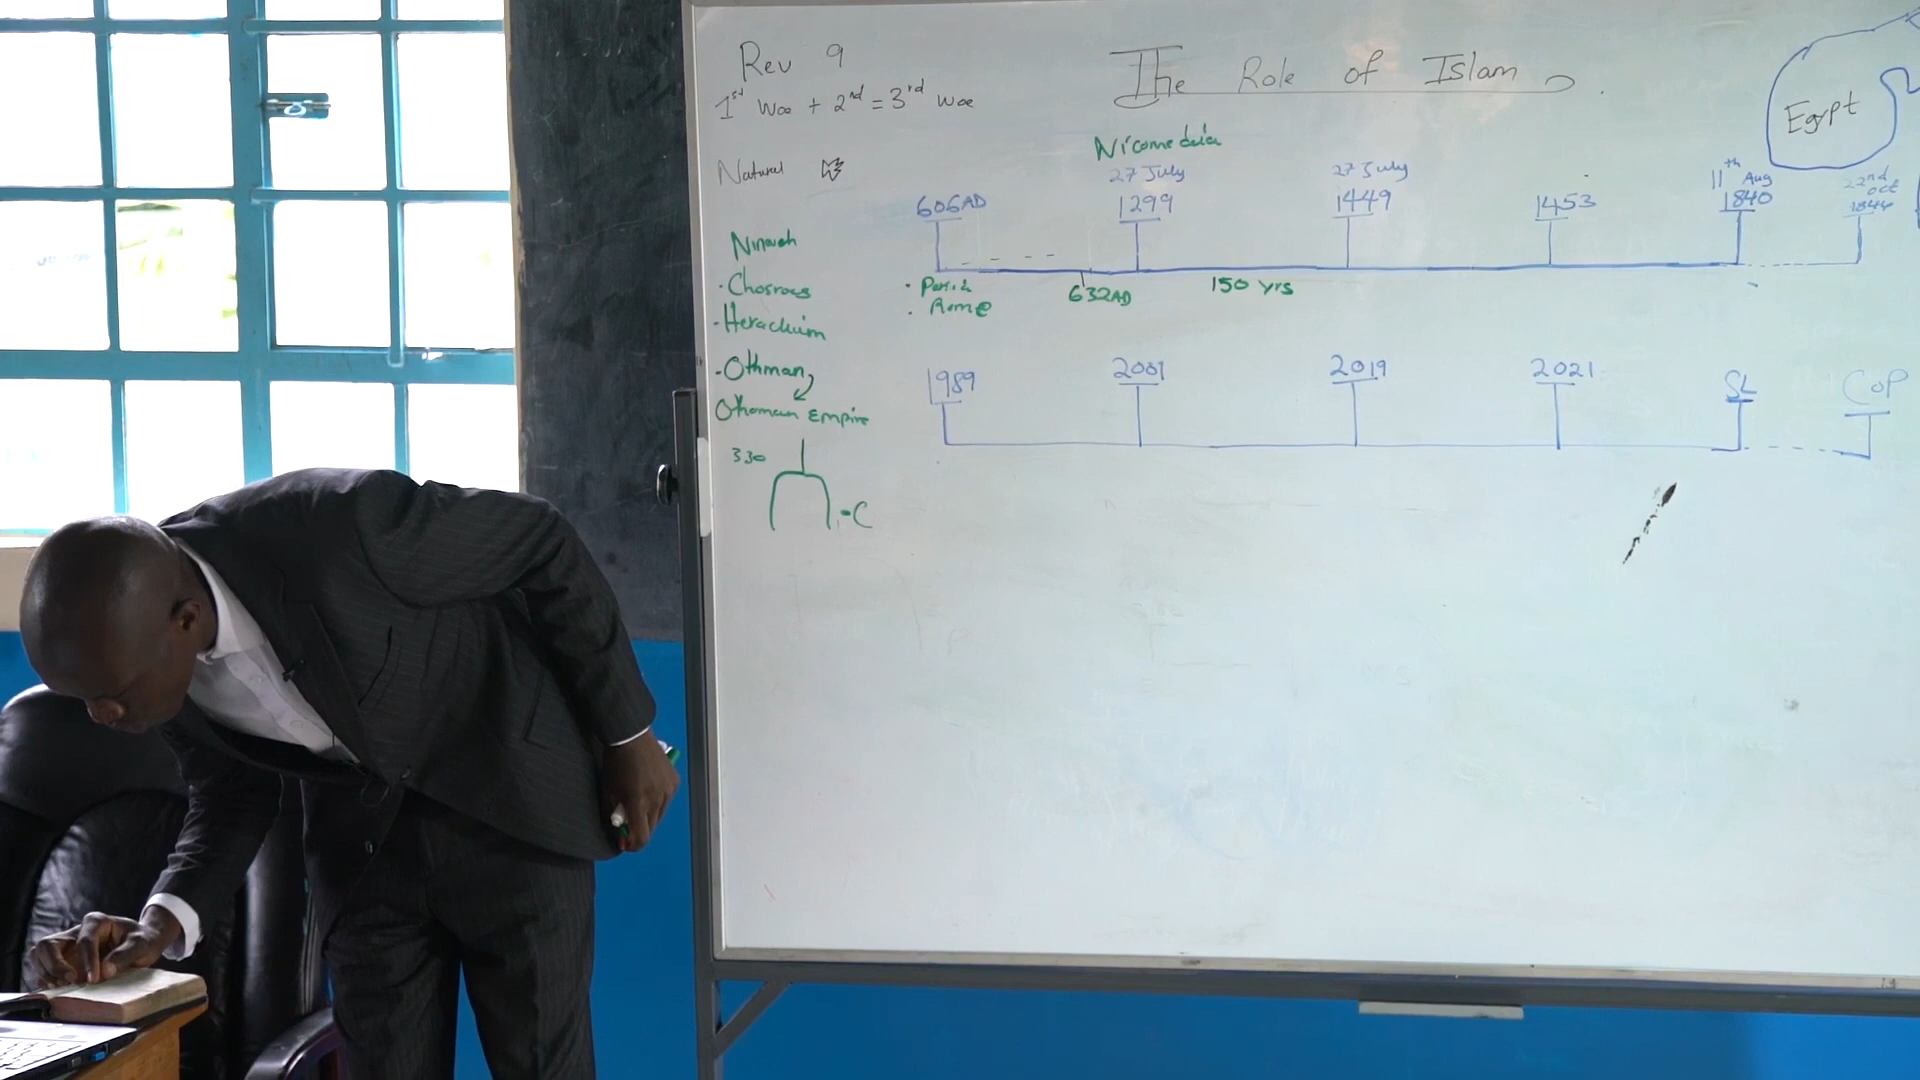 Rev 9
1st woe + 2nd = 3rd woe
The Role of Islam
Egypt
Natural
Nicomedia
27 July
27 July
11th Aug
22nd oct
606AD
1299
1449
1453
1840
1844
Ninaveh
• Chosroes
• Heraclium
• Othman
Othoman Empire
330
• C
• Persia
• Rome
632AD
150 yrs
1989
2001
2019
2021
SL
CoP